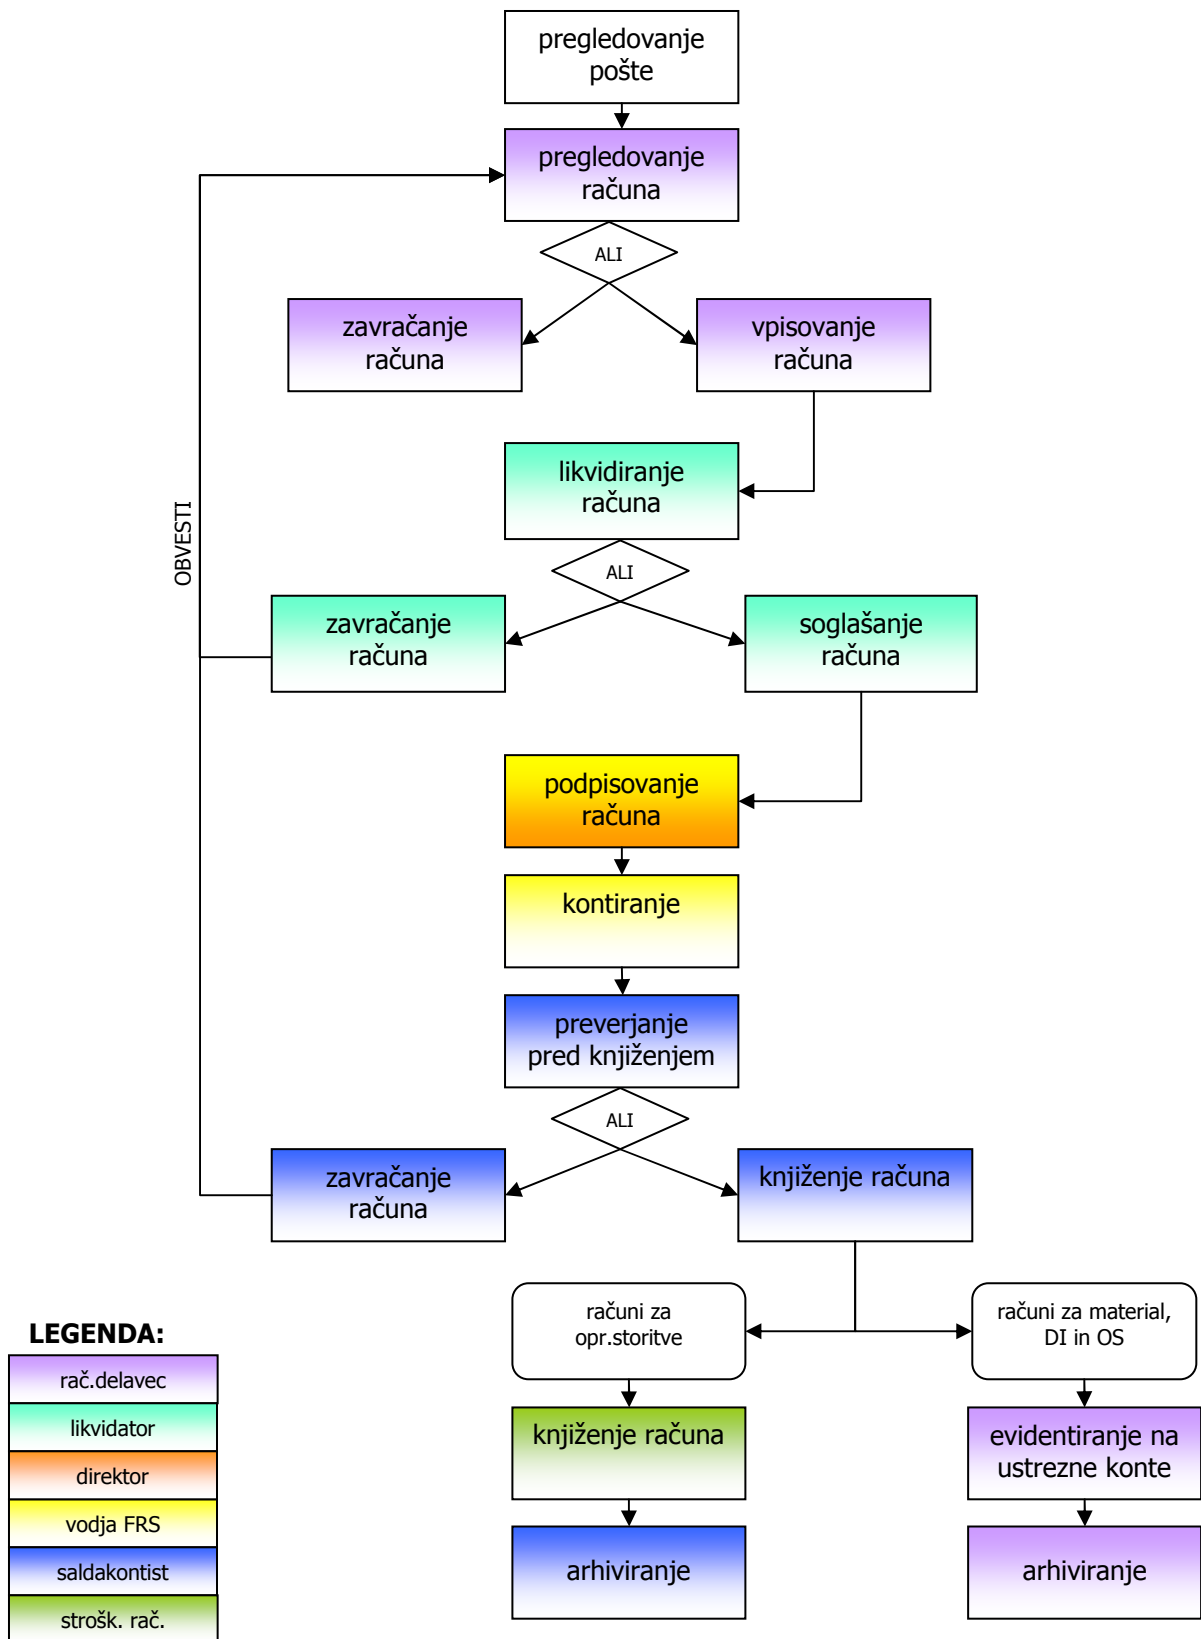 pregledovanje
pošte
pregledovanje
računa
ALI
zavračanje
računa
vpisovanje
računa
likvidiranje
računa
OBVESTI
ALI
zavračanje
računa
soglašanje
računa
podpisovanje
računa
kontiranje
preverjanje
pred knjiženjem
ALI
zavračanje
računa
knjiženje računa
računi za
opr.storitve
računi za material,
DI in OS
knjiženje računa
evidentiranje na
ustrezne konte
arhiviranje
arhiviranje
LEGENDA:
rač.delavec
likvidator
direktor
vodja FRS
saldakontist
strošk. rač.